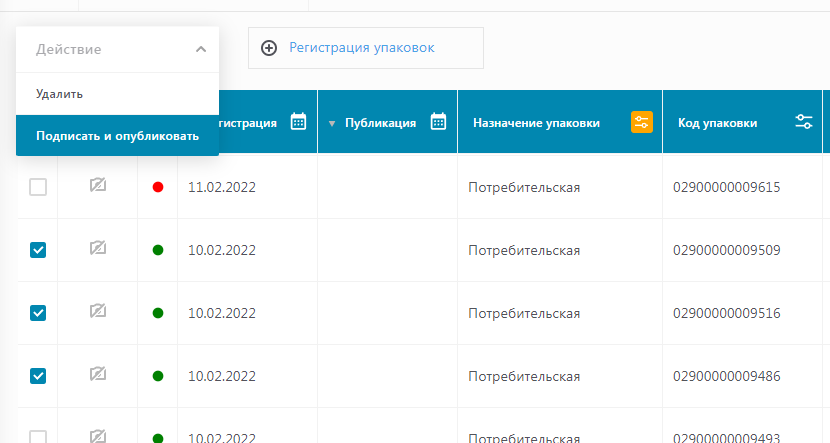 Действие
Регистрация упаковок
Удалить
Подписать и опубликовать
гистрация
Публикация
Назначение упаковки
Код упаковки
11.02.2022 Потребительская 02900000009615
10.02.2022 Потребительская 02900000009509
10.02.2022 Потребительская 02900000009516
10.02.2022 Потребительская 02900000009486
10.02.2022 Потребительская 02900000009493